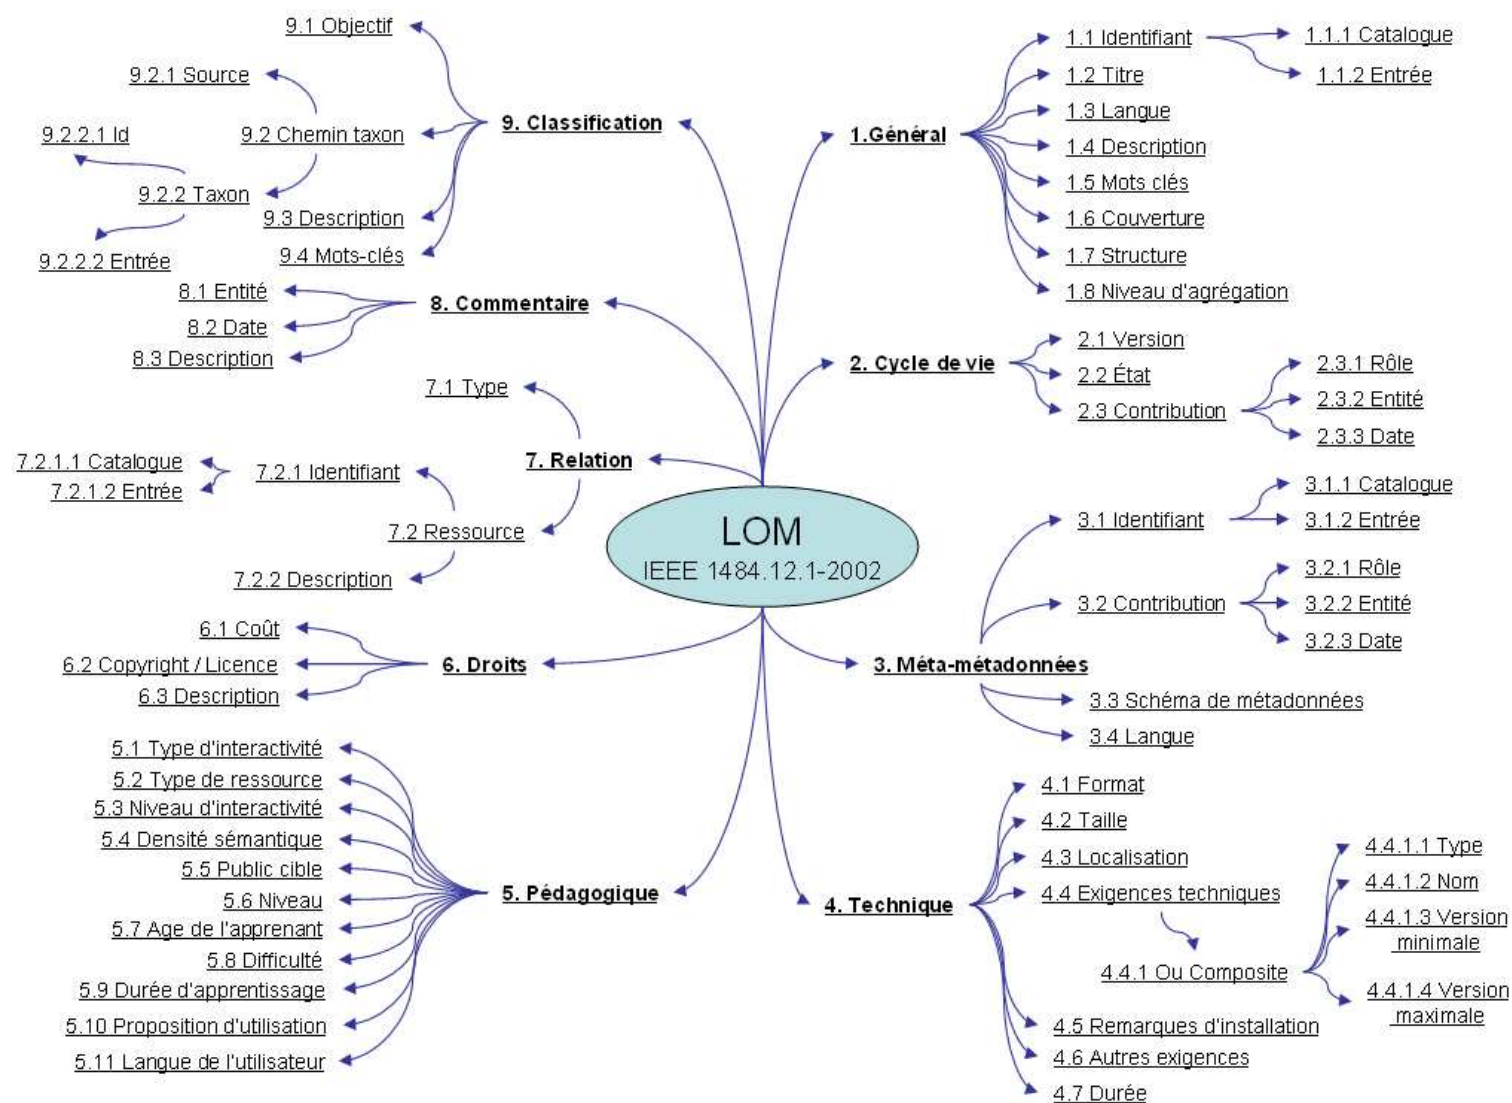 LOM
IEEE 1484.12.1-2002
1.Général
1.1 Identifiant
1.1.1 Catalogue
1.1.2 Entrée
1.2 Titre
1.3 Langue
1.4 Description
1.5 Mots clés
1.6 Couverture
1.7 Structure
1.8 Niveau d'agrégation
2. Cycle de vie
2.1 Version
2.2 État
2.3 Contribution
2.3.1 Rôle
2.3.2 Entité
2.3.3 Date
3. Méta-métadonnées
3.1 Identifiant
3.1.1 Catalogue
3.1.2 Entrée
3.2 Contribution
3.2.1 Rôle
3.2.2 Entité
3.2.3 Date
3.3 Schéma de métadonnées
3.4 Langue
4. Technique
4.1 Format
4.2 Taille
4.3 Localisation
4.4 Exigences techniques
4.4.1 Ou Composite
4.4.1.1 Type
4.4.1.2 Nom
4.4.1.3 Version
minimale
4.4.1.4 Version
maximale
4.5 Remarques d'installation
4.6 Autres exigences
4.7 Durée
5. Pédagogique
5.1 Type d'interactivité
5.2 Type de ressource
5.3 Niveau d'interactivité
5.4 Densité sémantique
5.5 Public cible
5.6 Niveau
5.7 Age de l'apprenant
5.8 Difficulté
5.9 Durée d'apprentissage
5.10 Proposition d'utilisation
5.11 Langue de l'utilisateur
6. Droits
6.1 Coût
6.2 Copyright / Licence
6.3 Description
7. Relation
7.1 Type
7.2 Ressource
7.2.1 Identifiant
7.2.1.1 Catalogue
7.2.1.2 Entrée
7.2.2 Description
8. Commentaire
8.1 Entité
8.2 Date
8.3 Description
9. Classification
9.1 Objectif
9.2 Chemin taxon
9.2.1 Source
9.2.2 Taxon
9.2.2.1 Id
9.2.2.2 Entrée
9.3 Description
9.4 Mots-clés